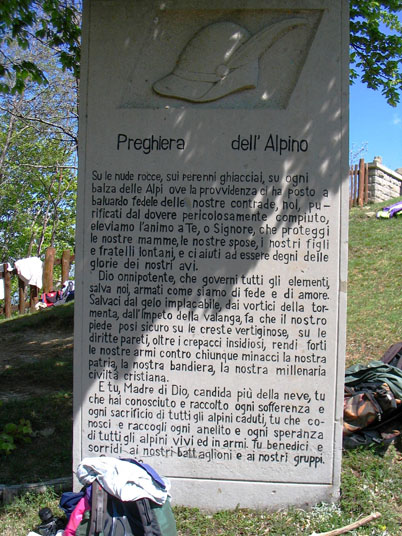 Preghiera dell'Alpino
Su le nude rocce, sui perenni ghiacciai, su ogni
balza delle Alpi ove la provvidenza ci ha posto a
baluardo fedele delle nostre contrade, noi, pu-
rificati dal dovere pericolosamente compiuto,
eleviamo l'animo a Te, o Signore, che proteggi
le nostre mamme, le nostre spose, i nostri figli
e fratelli lontani, e ci aiuti ad essere degni delle
glorie dei nostri avi.
Dio onnipotente, che governi tutti gli elementi,
salva noi, armati come siamo di fede e di amore.
Salvaci dal gelo implacabile, dai vortici della tor-
menta, dall'impeto della valanga, fa che il nostro
piede posi sicuro su le creste vertiginose, su le
diritte pareti, oltre i crepacci insidiosi, rendi forti
le nostre armi contro chiunque minacci la nostra
patria, la nostra bandiera, la nostra millenaria
civiltà cristiana.
E tu, Madre di Dio, candida più della neve, tu
che hai conosciuto e raccolto ogni sofferenza e
ogni sacrificio di tutti gli alpini caduti, tu che co-
nosci e raccogli ogni anelito e ogni speranza
di tutti gli alpini vivi ed in armi. Tu benedici e
sorridi ai nostri battaglioni e ai nostri gruppi.